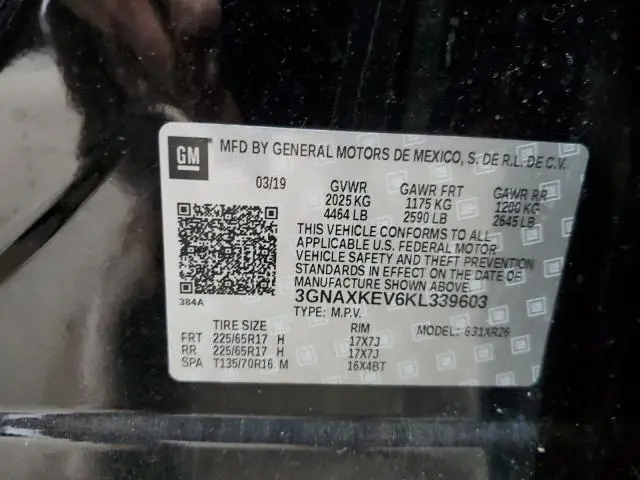 GM
MFD BY GENERAL MOTORS DE MEXICO, S. DE R.L. DE C.V.
03/19 GVWR GAWR FRT GAWR RR
2025 KG 1175 KG 1200 KG
4464 LB 2590 LB 2645 LB
THIS VEHICLE CONFORMS TO ALL
APPLICABLE U.S. FEDERAL MOTOR
VEHICLE SAFETY, BUMPER, AND
THEFT PREVENTION STANDARDS IN
EFFECT ON THE DATE OF
MANUFACTURE SHOWN ABOVE.
384A 3GNAXKEV6KL339603
TYPE: M.P.V.
TIRE SIZE RIM MODEL: 631XR26
FRT 225/65R17 H 17X7J
RR 225/65R17 H 17X7J
SPA T135/70R16 M 16X4BT